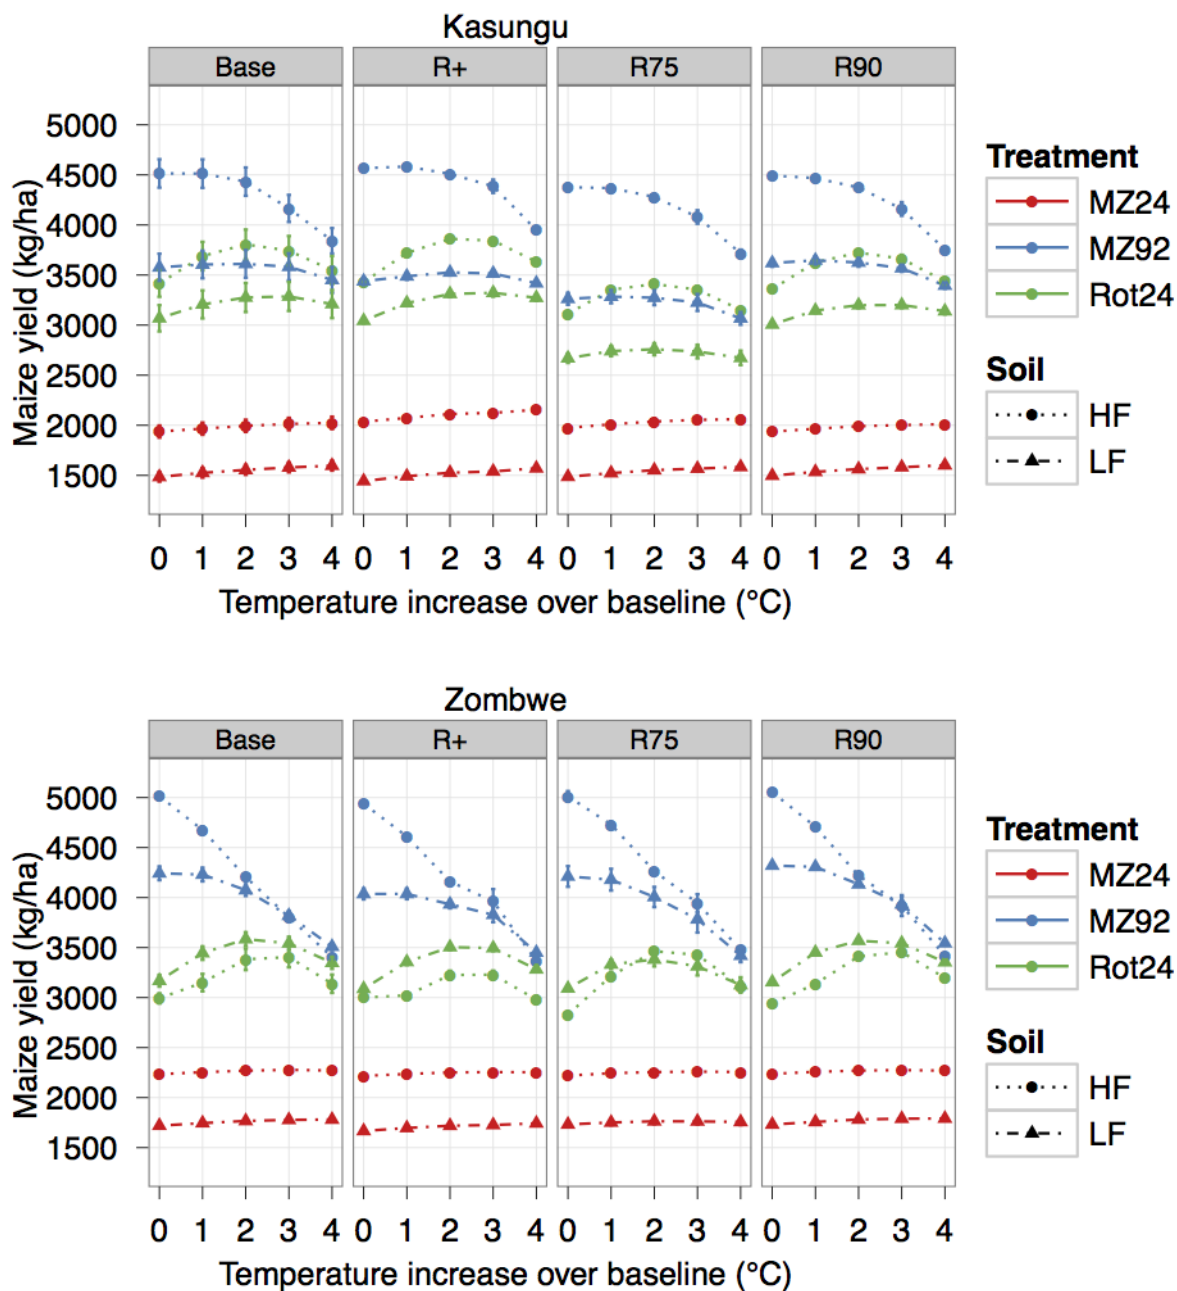 Kasungu
Base R+ R75 R90
5000
4500
4000
3500
3000
2500
2000
1500
Maize yield (kg/ha)
0 1 2 3 4 0 1 2 3 4 0 1 2 3 4 0 1 2 3 4
Temperature increase over baseline (°C)
Treatment
MZ24
MZ92
Rot24
Soil
HF
LF
Zombwe
Base R+ R75 R90
5000
4500
4000
3500
3000
2500
2000
1500
Maize yield (kg/ha)
0 1 2 3 4 0 1 2 3 4 0 1 2 3 4 0 1 2 3 4
Temperature increase over baseline (°C)
Treatment
MZ24
MZ92
Rot24
Soil
HF
LF